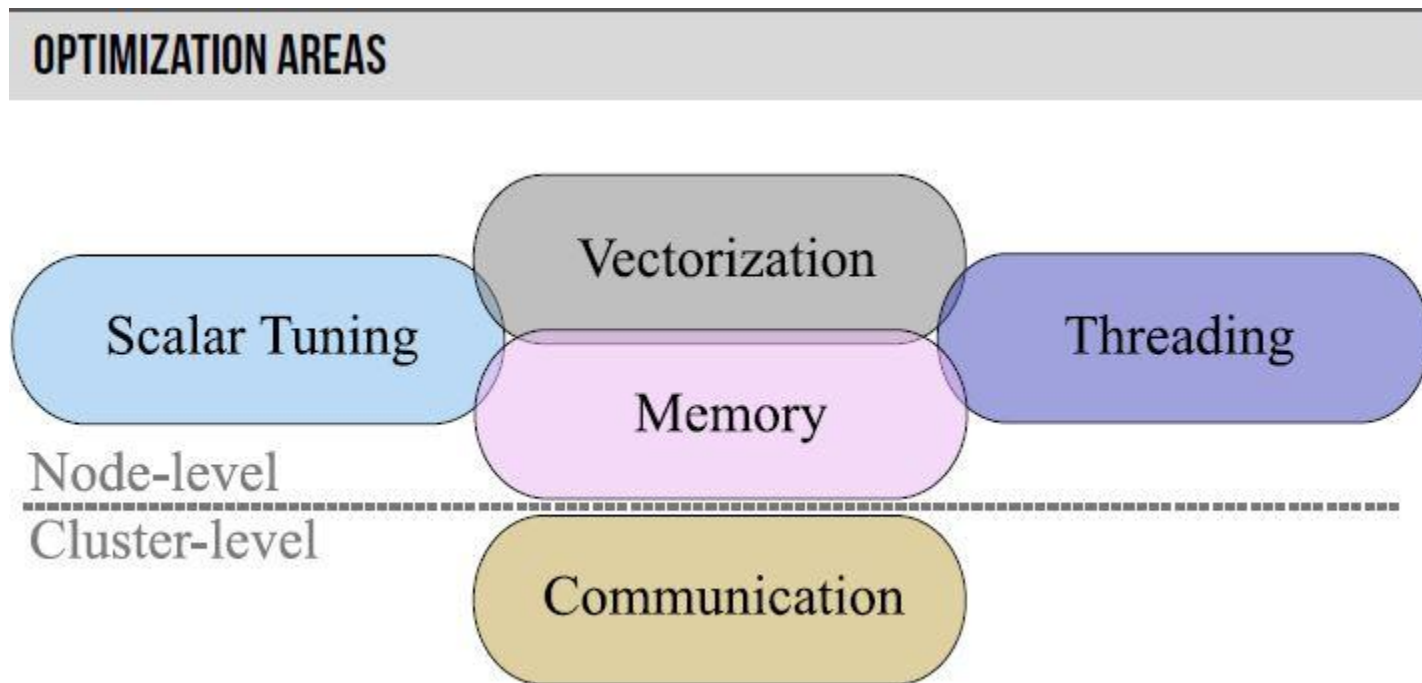 OPTIMIZATION AREAS
Vectorization
Scalar Tuning
Threading
Memory
Node-level
Cluster-level
Communication